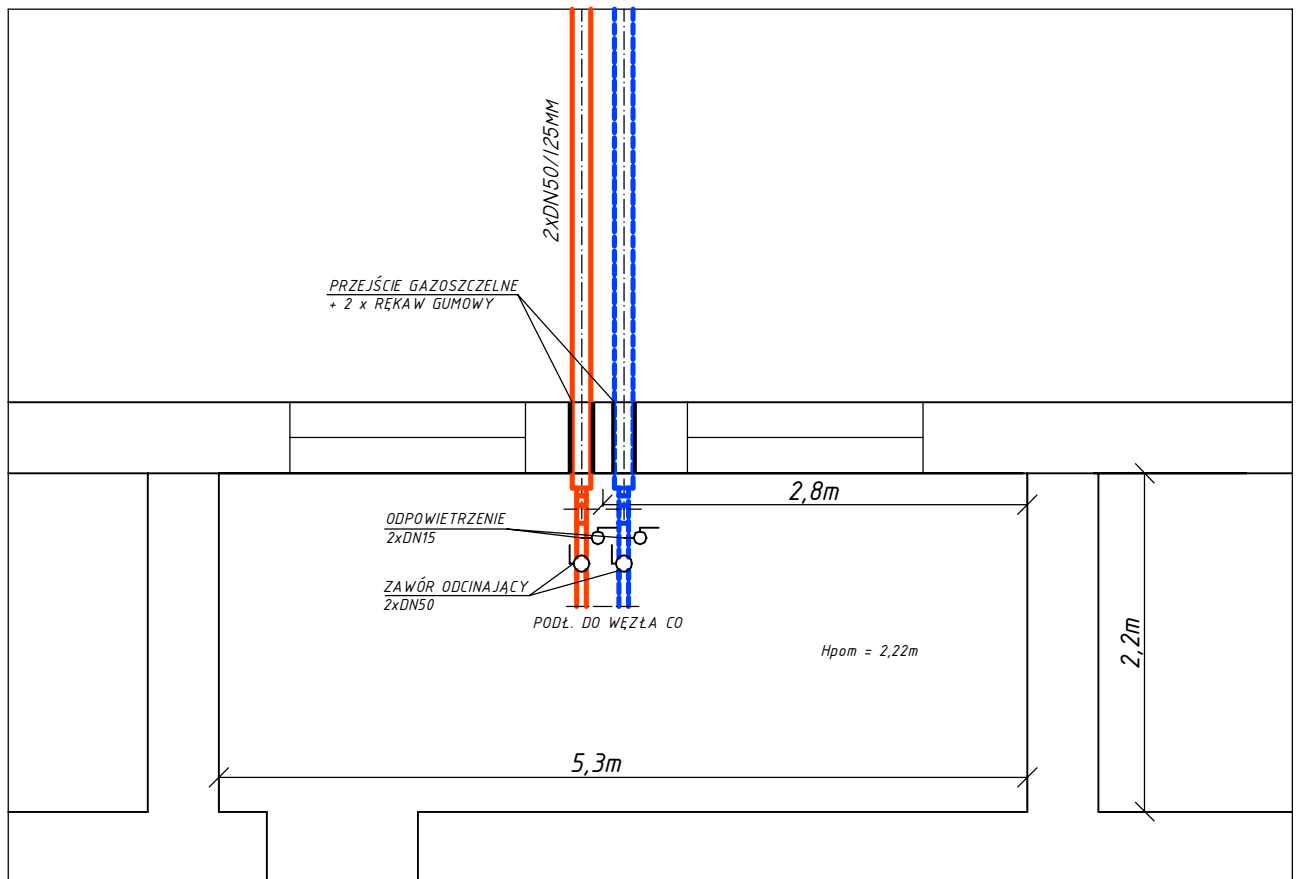 2xDN50/125MM
PRZEJŚCIE GAZOSZCZELNE
+ 2 x RĘKAW GUMOWY
2,8m
ODPOWIETRZENIE
2xDN15
ZAWÓR ODCINAJĄCY
2xDN50
PODŁ. DO WĘZŁA CO
Hpom = 2,22m
2,2m
5,3m